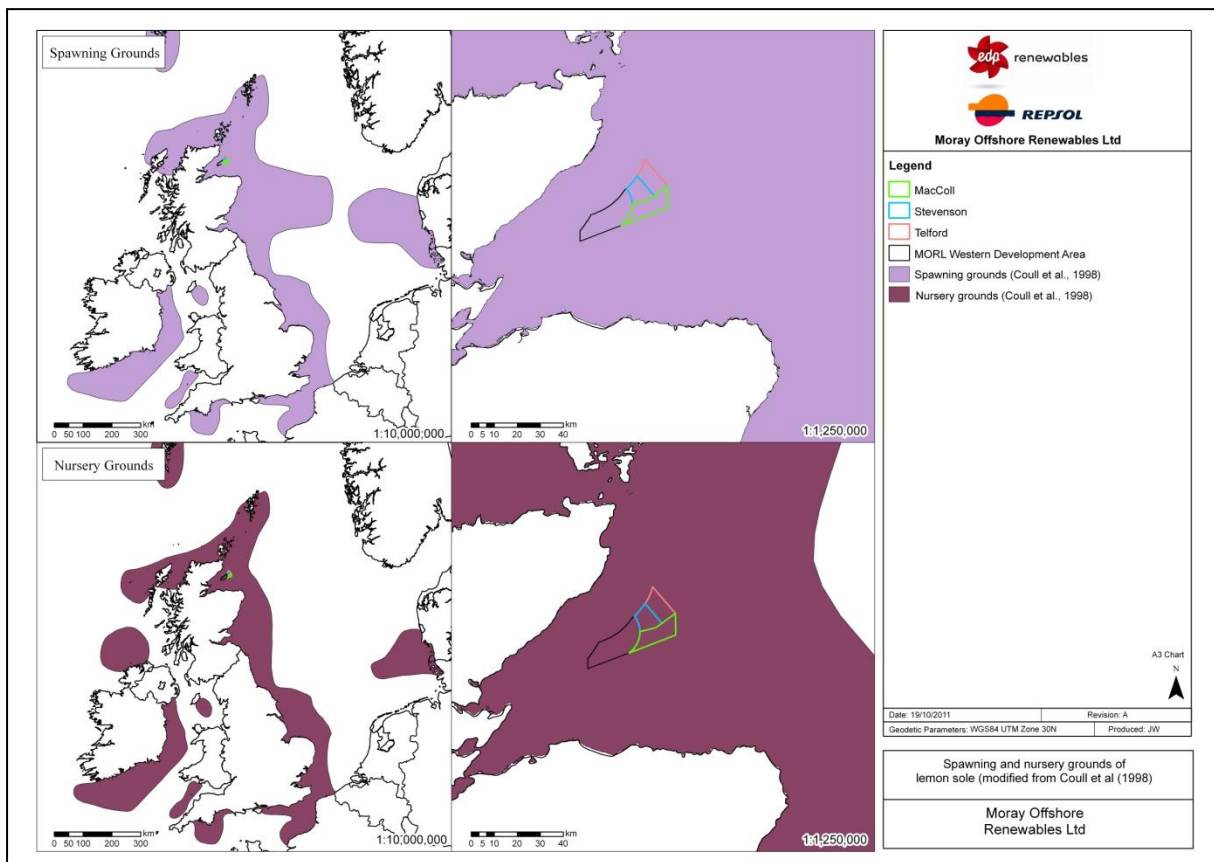 Spawning Grounds
km
0 50 100 200 300
1:10,000,000
km
0 5 10 20 30 40
1:1,250,000
Nursery Grounds
km
0 50 100 200 300
1:10,000,000
km
0 5 10 20 30 40
1:1,250,000
edp renewables
REPSOL
Moray Offshore Renewables Ltd
Legend
MacColl
Stevenson
Telford
MORL Western Development Area
Spawning grounds (Coull et al., 1998)
Nursery grounds (Coull et al., 1998)
A3 Chart
N
Date: 19/10/2011 Revision: A
Geodetic Parameters: WGS84 UTM Zone 30N Produced: JW
Spawning and nursery grounds of
lemon sole (modified from Coull et al (1998)
Moray Offshore
Renewables Ltd